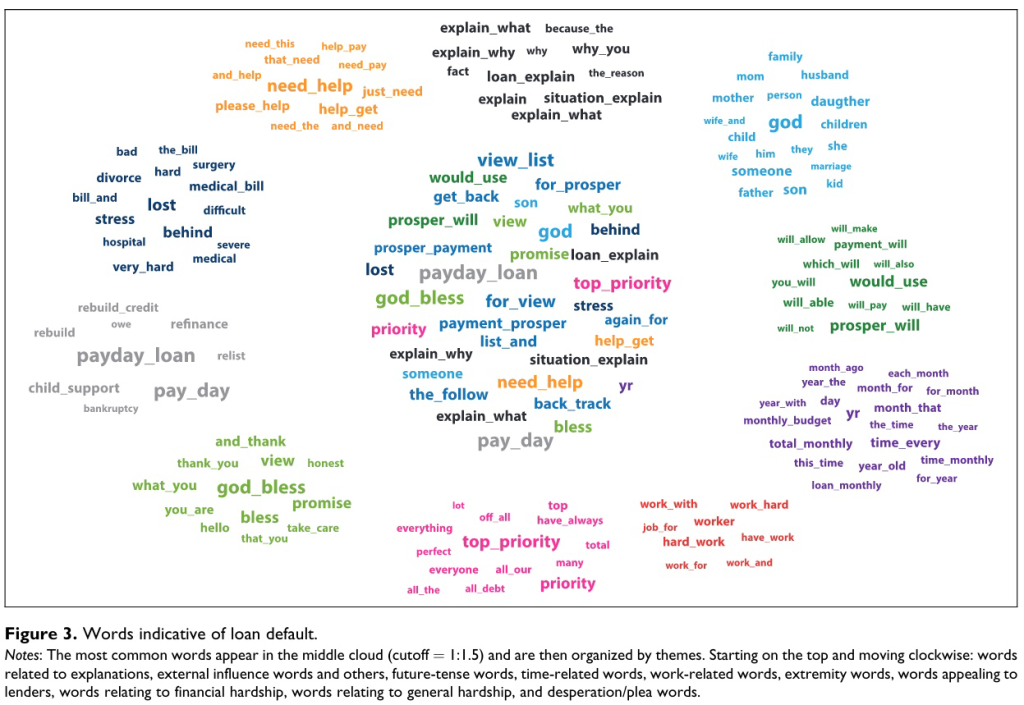 explain_what because_the
explain_why why why_you
fact loan_explain the_reason
explain situation_explain
explain_what
family
mom husband
mother person daugther
wife_and god children
child
wife him they she
someone marriage
father son kid
will_make
will_allow payment_will
which_will will_also
you_will would_use
will_able will_pay will_have
will_not prosper_will
month_ago each_month
year_the month_for for_month
year_with day yr month_that
monthly_budget the_time the_year
total_monthly time_every
this_time year_old time_monthly
loan_monthly for_year
work_with work_hard
job_for worker
hard_work have_work
work_for work_and
lot top
off_all have_always
everything
top_priority total
perfect
everyone all_our many
all_the all_debt priority
and_thank
thank_you view honest
what_you god_bless
you_are promise
hello bless take_care
that_you
rebuild_credit
rebuild owe refinance
payday_loan relist
child_support pay_day
bankruptcy
bad the_bill
divorce hard surgery
medical_bill
bill_and lost difficult
stress
hospital behind severe
very_hard medical
need_this help_pay
that_need need_pay
and_help need_help just_need
please_help help_get
need_the and_need
view_list
would_use for_prosper
get_back son
prosper_will view what_you
god behind
prosper_payment promise loan_explain
lost payday_loan
top_priority
god_bless for_view stress
priority payment_prosper again_for
list_and help_get
explain_why situation_explain
someone need_help yr
the_follow back_track
explain_what
bless
pay_day
Figure 3. Words indicative of loan default.
Notes: The most common words appear in the middle cloud (cutoff = 1:1.5) and are then organized by themes. Starting on the top and moving clockwise: words
related to explanations, external influence words and others, future-tense words, time-related words, work-related words, extremity words, words appealing to
lenders, words relating to financial hardship, words relating to general hardship, and desperation/plea words.